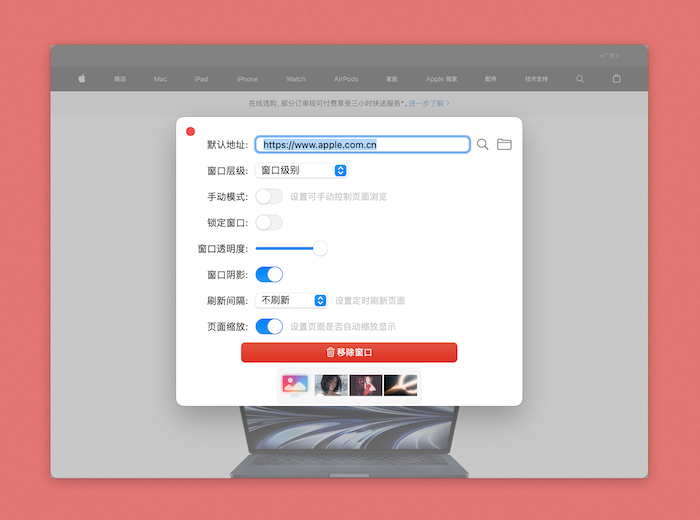 <广告>
商店 Mac iPad iPhone Watch AirPods 家居 Apple 独家 配件 技术支持
在线选购，部分订单现可付费享受三小时快送服务*。进一步了解 >
默认地址: https://www.apple.com.cn
窗口层级: 窗口级别
手动模式: 设置可手动控制页面浏览
锁定窗口:
窗口透明度:
窗口阴影:
刷新间隔: 不刷新 设置定时刷新页面
页面缩放: 设置页面是否自动缩放显示
移除窗口